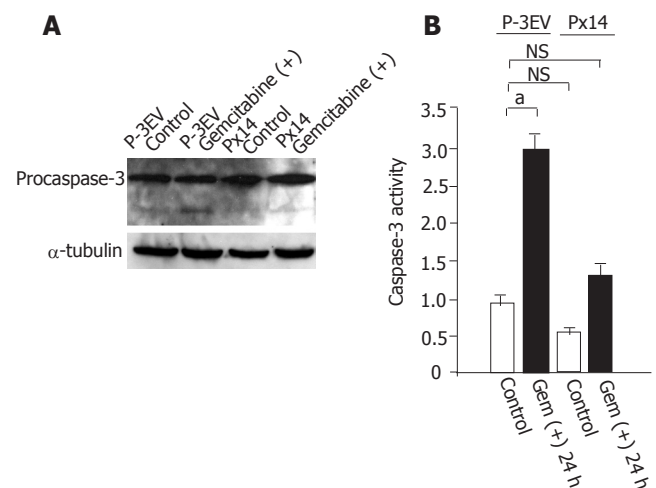 A
P-3EV
Control
P-3EV
Gemcitabine (+)
Px14
Control
Px14
Gemcitabine (+)
Procaspase-3
α-tubulin
B
P-3EV Px14
NS
NS
a
Caspase-3 activity
3.5
3.0
2.5
2.0
1.5
1.0
0.5
0
Control
Gem (+) 24 h
Control
Gem (+) 24 h